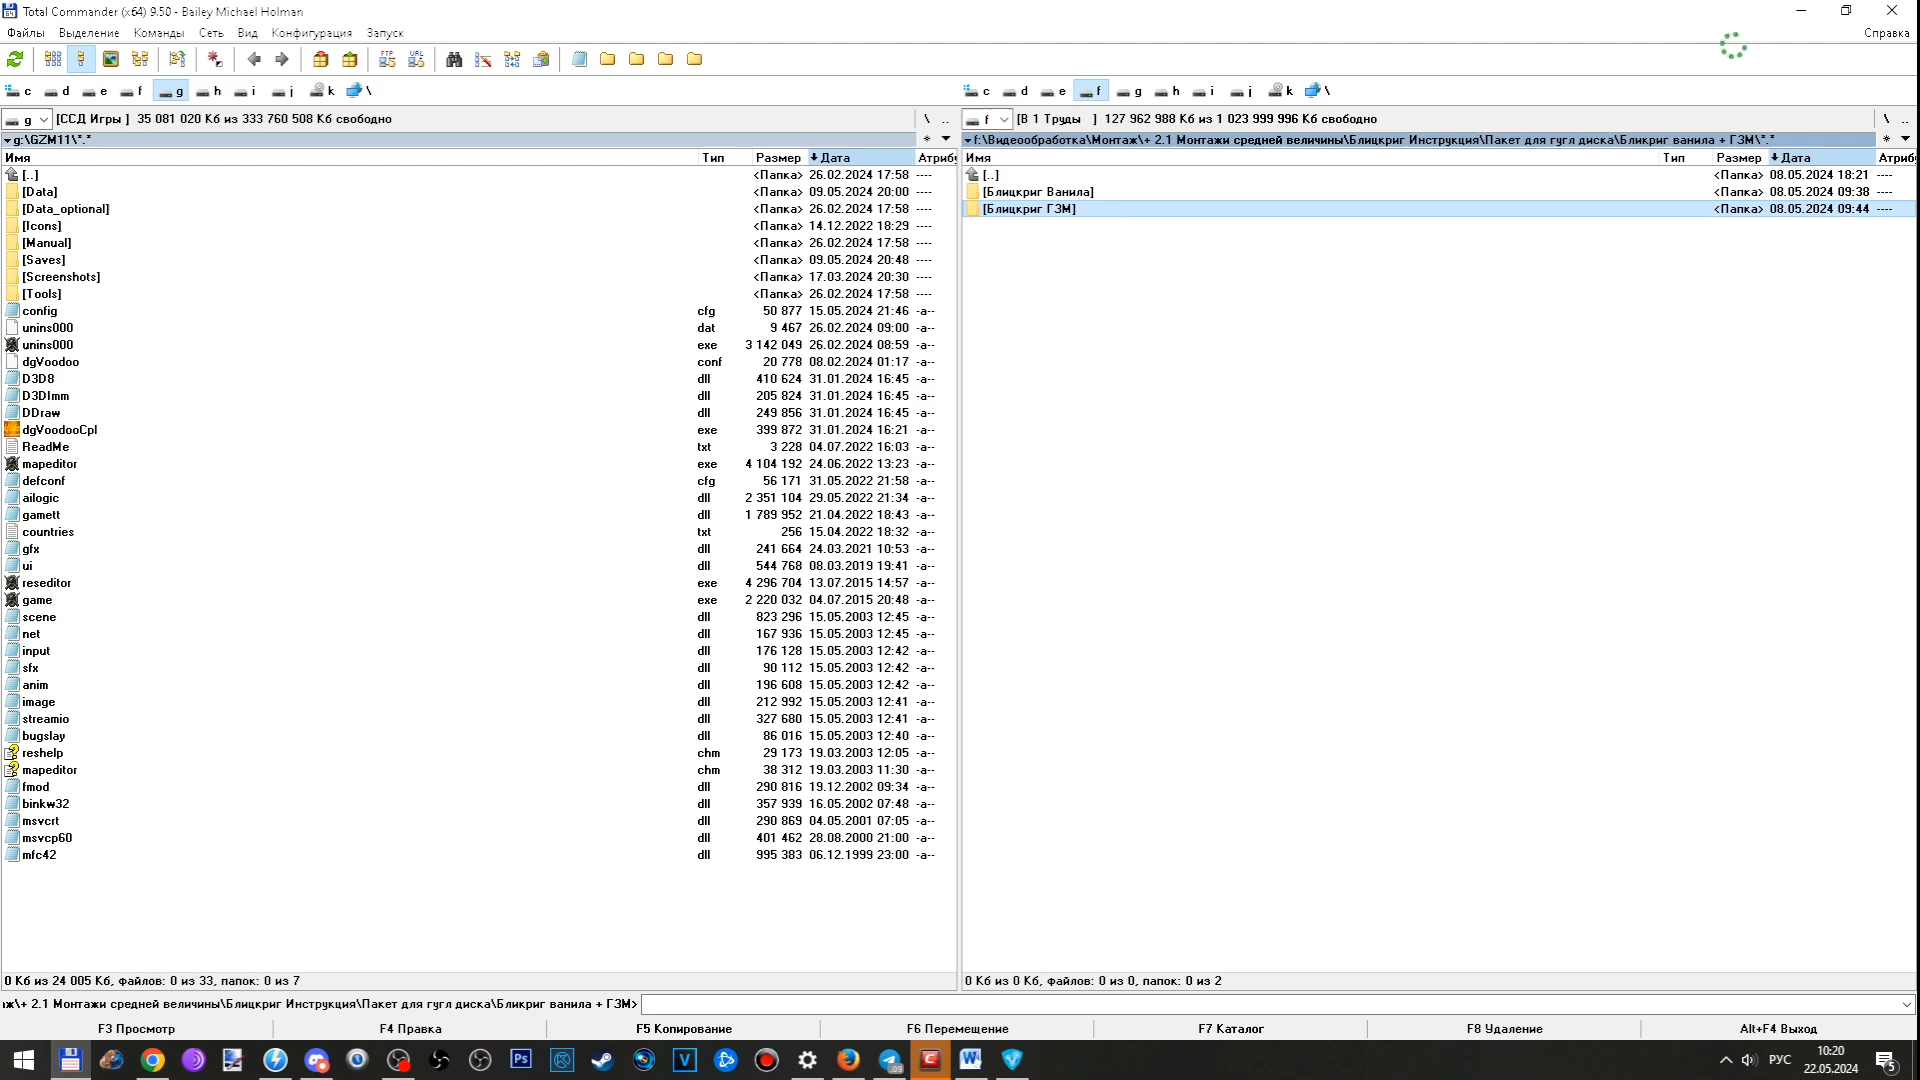 Total Commander (x64) 9.50 - Bailey Michael Holman
Файлы Выделение Команды Сеть Вид Конфигурация Запуск Справка
FTP URL
c d e f g h i j k \ c d e f g h i j k \
g [ССД Игры ] 35 081 020 Кб из 333 760 508 Кб свободно \ .. f [В 1 Труды ] 127 962 988 Кб из 1 023 999 996 Кб свободно \ ..
g:\GZM11\*.* * f:\Видеообработка\Монтаж\+ 2.1 Монтажи средней величины\Блицкриг Инструкция\Пакет для гугл диска\Бликриг ванила + ГЗМ\*.* *
Имя Тип Размер Дата Атрибу Имя Тип Размер Дата Атрибу
[..] <Папка> 26.02.2024 17:58 ---- [..] <Папка> 08.05.2024 18:21 ----
[Data] <Папка> 09.05.2024 20:00 ---- [Блицкриг Ванила] <Папка> 08.05.2024 09:38 ----
[Data_optional] <Папка> 26.02.2024 17:58 ---- [Блицкриг ГЗМ] <Папка> 08.05.2024 09:44 ----
[Icons] <Папка> 14.12.2022 18:29 ----
[Manual] <Папка> 26.02.2024 17:58 ----
[Saves] <Папка> 09.05.2024 20:48 ----
[Screenshots] <Папка> 17.03.2024 20:30 ----
[Tools] <Папка> 26.02.2024 17:58 ----
config cfg 50 877 15.05.2024 21:46 -a--
unins000 dat 9 467 26.02.2024 09:00 -a--
unins000 exe 3 142 049 26.02.2024 08:59 -a--
dgVoodoo conf 20 778 08.02.2024 01:17 -a--
D3D8 dll 410 624 31.01.2024 16:45 -a--
D3DImm dll 205 824 31.01.2024 16:45 -a--
DDraw dll 249 856 31.01.2024 16:45 -a--
dgVoodooCpl exe 399 872 31.01.2024 16:21 -a--
ReadMe txt 3 228 04.07.2022 16:03 -a--
mapeditor exe 4 104 192 24.06.2022 13:23 -a--
defconf cfg 56 171 31.05.2022 21:58 -a--
ailogic dll 2 351 104 29.05.2022 21:34 -a--
gamett dll 1 789 952 21.04.2022 18:43 -a--
countries txt 256 15.04.2022 18:32 -a--
gfx dll 241 664 24.03.2021 10:53 -a--
ui dll 544 768 08.03.2019 19:41 -a--
reseditor exe 4 296 704 13.07.2015 14:57 -a--
game exe 2 220 032 04.07.2015 20:48 -a--
scene dll 823 296 15.05.2003 12:45 -a--
net dll 167 936 15.05.2003 12:45 -a--
input dll 176 128 15.05.2003 12:42 -a--
sfx dll 90 112 15.05.2003 12:42 -a--
anim dll 196 608 15.05.2003 12:42 -a--
image dll 212 992 15.05.2003 12:41 -a--
streamio dll 327 680 15.05.2003 12:41 -a--
bugslay dll 86 016 15.05.2003 12:40 -a--
reshelp chm 29 173 19.03.2003 12:05 -a--
mapeditor chm 38 312 19.03.2003 11:30 -a--
fmod dll 290 816 19.12.2002 09:34 -a--
binkw32 dll 357 939 16.05.2002 07:48 -a--
msvcrt dll 290 869 04.05.2001 07:05 -a--
msvcp60 dll 401 462 28.08.2000 21:00 -a--
mfc42 dll 995 383 06.12.1999 23:00 -a--
0 Кб из 24 005 Кб, файлов: 0 из 33, папок: 0 из 7 0 Кб из 0 Кб, файлов: 0 из 0, папок: 0 из 2
ж\+ 2.1 Монтажи средней величины\Блицкриг Инструкция\Пакет для гугл диска\Бликриг ванила + ГЗМ>
F3 Просмотр F4 Правка F5 Копирование F6 Перемещение F7 Каталог F8 Удаление Alt+F4 Выход
Ps V .09 C W РУС 10:20 5
22.05.2024